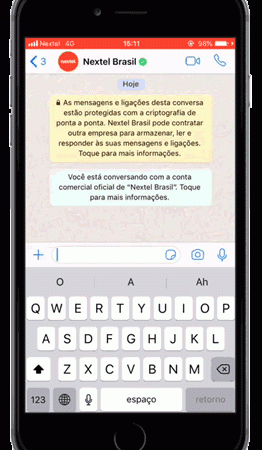 Nextel 4G 15:11 98%
3 nextel Nextel Brasil
Hoje
As mensagens e ligações desta conversa
estão protegidas com a criptografia de
ponta a ponta. Nextel Brasil pode contratar
outra empresa para armazenar, ler e
responder às suas mensagens e ligações.
Toque para mais informações.
Você está conversando com a conta
comercial oficial de "Nextel Brasil". Toque
para mais informações.
O A Ah
Q W E R T Y U I O P
A S D F G H J K L
Z X C V B N M
123 espaço retorno